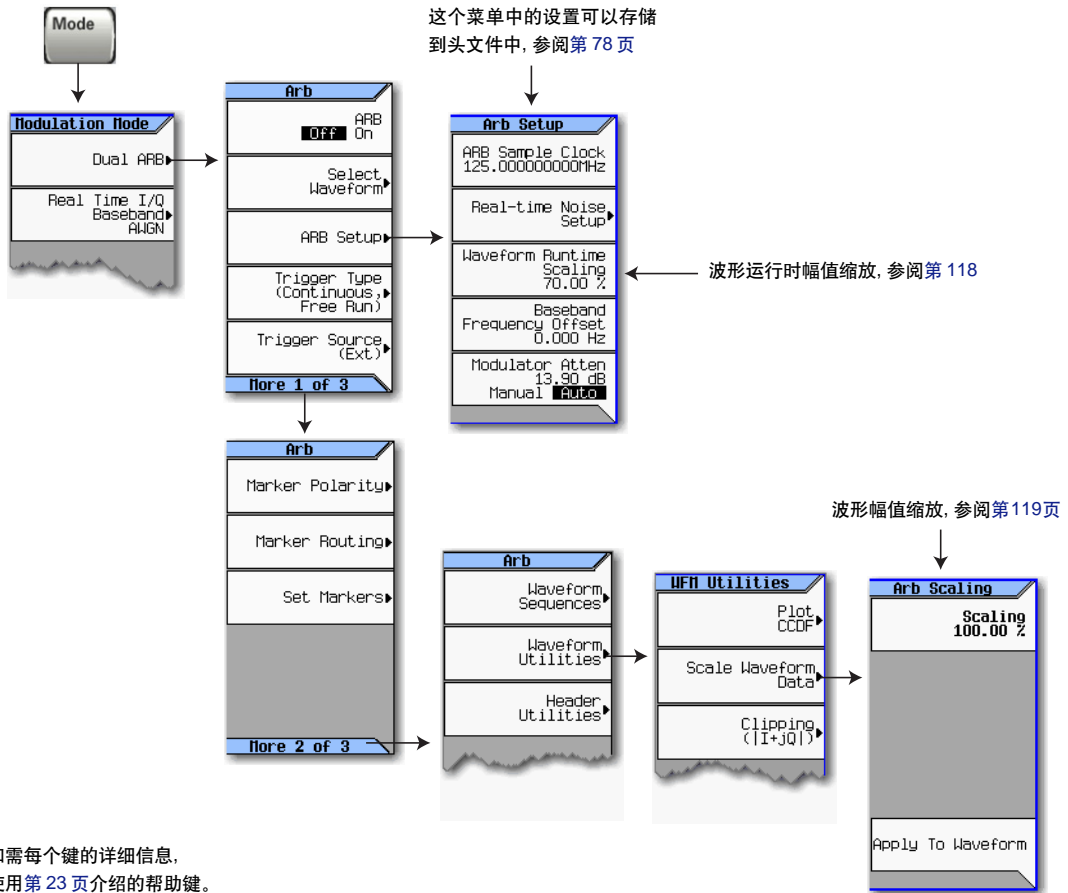 Mode
这个菜单中的设置可以存储
到头文件中, 参阅第 78 页
Modulation Mode
Dual ARB
Real Time I/Q
Baseband
AWGN
Arb
ARB
Off On
Select
Waveform
ARB Setup
Trigger Type
(Continuous,
Free Run)
Trigger Source
(Ext)
More 1 of 3
Arb Setup
ARB Sample Clock
125.000000000MHz
Real-time Noise
Setup
Waveform Runtime
Scaling
70.00 %
Baseband
Frequency Offset
0.000 Hz
Modulator Atten
13.90 dB
Manual Auto
波形运行时幅值缩放, 参阅第 118
Arb
Marker Polarity
Marker Routing
Set Markers
More 2 of 3
Arb
Waveform
Sequences
Waveform
Utilities
Header
Utilities
WFM Utilities
Plot
CCDF
Scale Waveform
Data
Clipping
(|I+jQ|)
波形幅值缩放, 参阅第119页
Arb Scaling
Scaling
100.00 %
Apply To Waveform
需每个键的详细信息,
使用第 23 页介绍的帮助键。